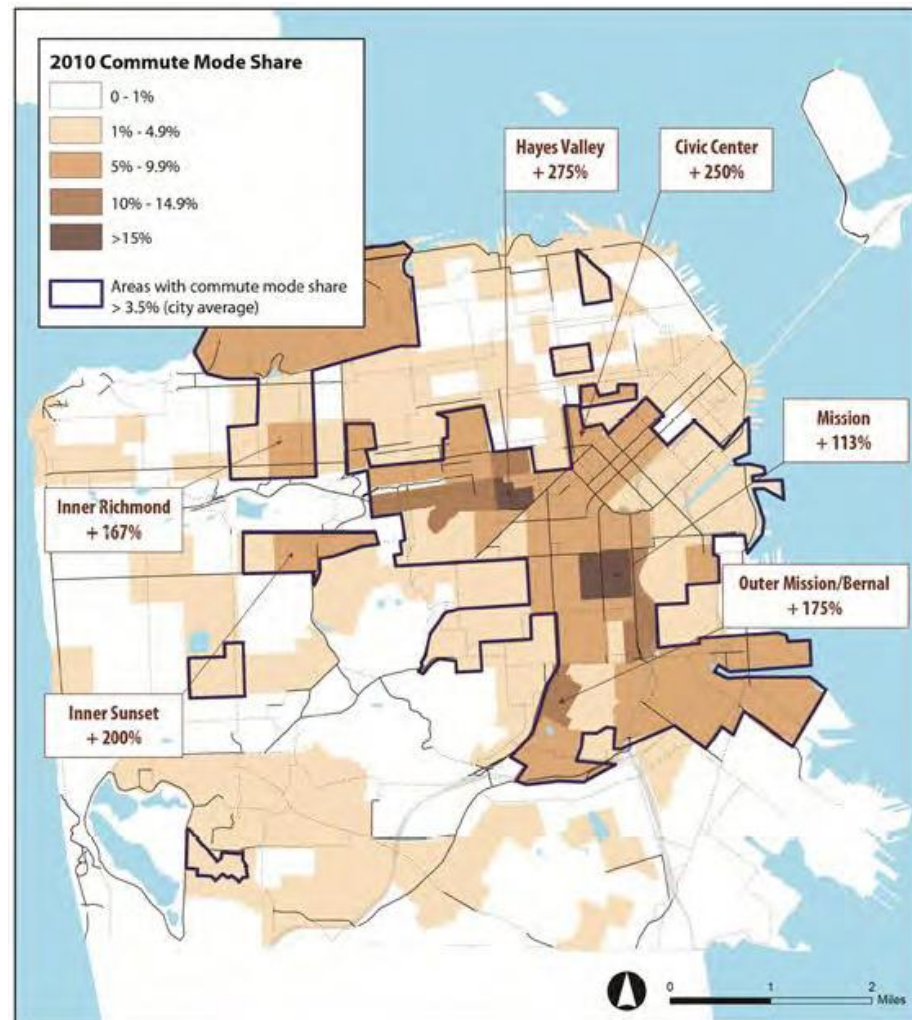 2010 Commute Mode Share
0 - 1%
1% - 4.9%
5% - 9.9%
10% - 14.9%
>15%
Areas with commute mode share
> 3.5% (city average)
Hayes Valley
+ 275%
Civic Center
+ 250%
Mission
+ 113%
Inner Richmond
+ 167%
Outer Mission/Bernal
+ 175%
Inner Sunset
+ 200%
0 1 2
Miles